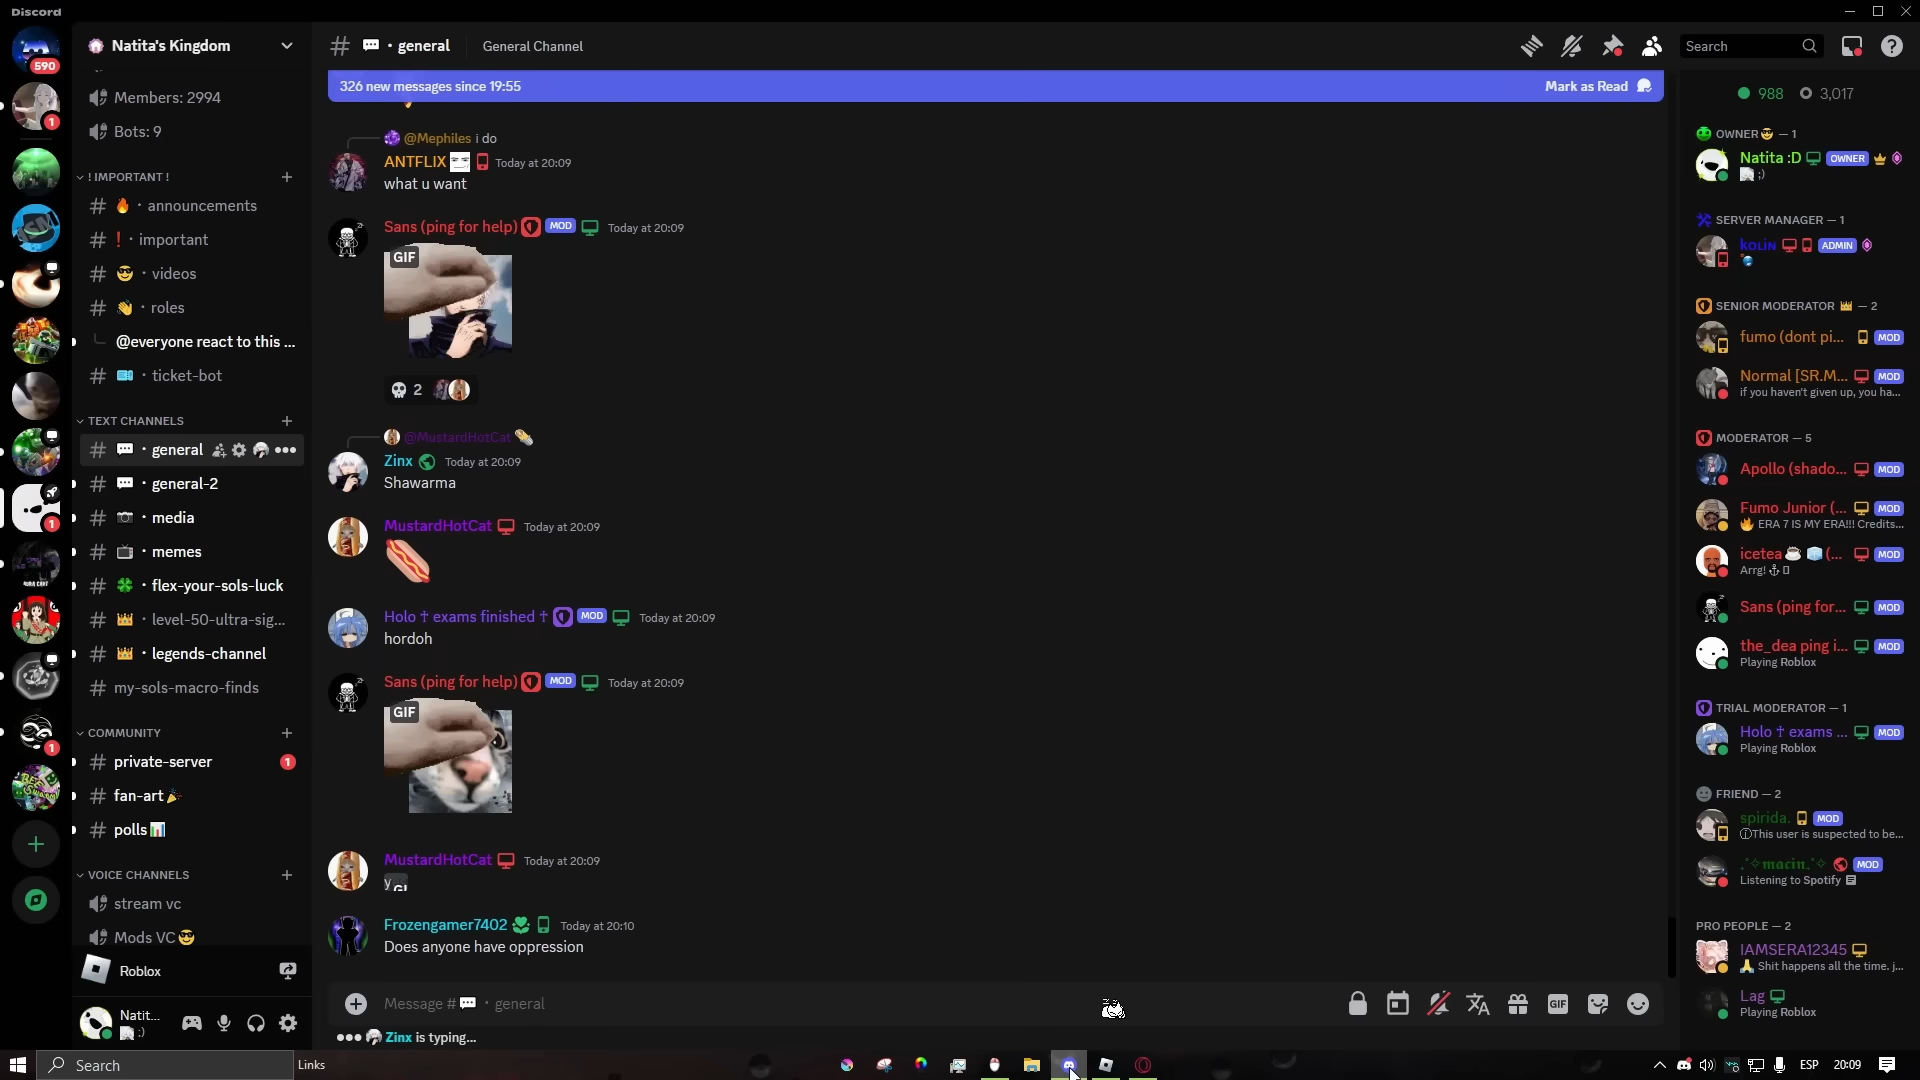 Discord
590
1
1
1
Natita's Kingdom
Members: 2994
Bots: 9
! IMPORTANT !
announcements
important
videos
roles
@everyone react to this ...
ticket-bot
TEXT CHANNELS
general
general-2
media
memes
flex-your-sols-luck
level-50-ultra-sig...
legends-channel
my-sols-macro-finds
COMMUNITY
private-server 1
fan-art
polls
VOICE CHANNELS
stream vc
Mods VC
Roblox
Natit...
;)
general General Channel
Search
326 new messages since 19:55 Mark as Read
@Mephiles i do
ANTFLIX Today at 20:09
what u want
Sans (ping for help) MOD Today at 20:09
GIF
2
@MustardHotCat
Zinx Today at 20:09
Shawarma
MustardHotCat Today at 20:09
Holo ☥ exams finished ☥ MOD Today at 20:09
hordoh
Sans (ping for help) MOD Today at 20:09
GIF
MustardHotCat Today at 20:09
y
Frozengamer7402 Today at 20:10
Does anyone have oppression
Message # general
GIF
Zinx is typing...
988 3,017
OWNER — 1
Natita :D OWNER
;)
SERVER MANAGER — 1
KOLIN ADMIN
SENIOR MODERATOR — 2
fumo (dont pi... MOD
Normal [SR.M... MOD
if you haven't given up, you ha...
MODERATOR — 5
Apollo (shado... MOD
Fumo Junior (... MOD
ERA 7 IS MY ERA!!! Credits...
icetea (... MOD
Arrg!
Sans (ping for... MOD
the_dea ping i... MOD
Playing Roblox
TRIAL MODERATOR — 1
Holo ☥ exams ... MOD
Playing Roblox
FRIEND — 2
spirida. MOD
This user is suspected to be...
.˚✧macin.˚✧ MOD
Listening to Spotify
PRO PEOPLE — 2
IAMSERA12345
Shit happens all the time. j...
Lag
Playing Roblox
Search
Links
ESP 20:09